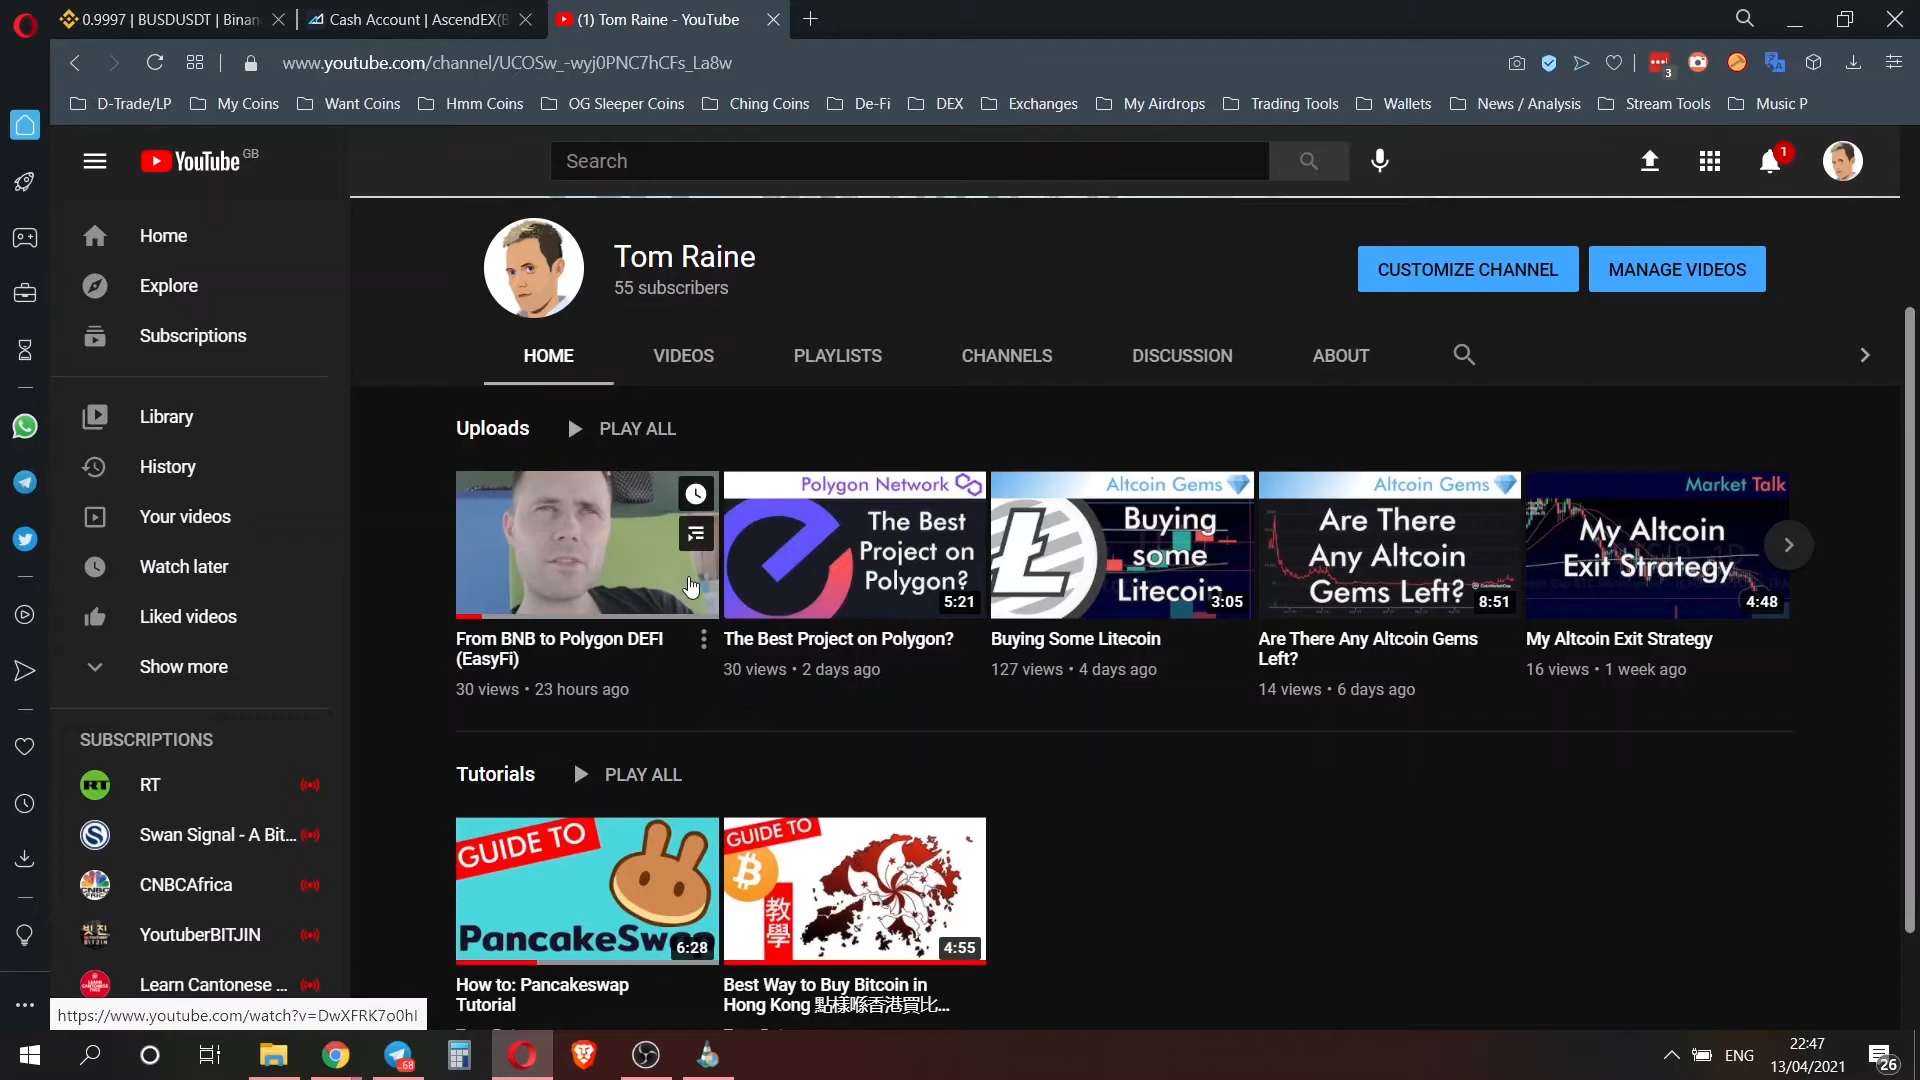 0.9997 | BUSDUSDT | Binan
Cash Account | AscendEX(B
(1) Tom Raine - YouTube
www.youtube.com/channel/UCOSw_-wyj0PNC7hCFs_La8w
3
D-Trade/LP
My Coins
Want Coins
Hmm Coins
OG Sleeper Coins
Ching Coins
De-Fi
DEX
Exchanges
My Airdrops
Trading Tools
Wallets
News / Analysis
Stream Tools
Music P
YouTube GB
Search
1
Home
Explore
Subscriptions
Library
History
Your videos
Watch later
Liked videos
Show more
SUBSCRIPTIONS
RT
Swan Signal - A Bit...
CNBCAfrica
YoutuberBITJIN
Learn Cantonese ...
Tom Raine
55 subscribers
CUSTOMIZE CHANNEL
MANAGE VIDEOS
HOME
VIDEOS
PLAYLISTS
CHANNELS
DISCUSSION
ABOUT
Uploads
PLAY ALL
From BNB to Polygon DEFI
(EasyFi)
30 views • 23 hours ago
Polygon Network
The Best
Project on
Polygon?
5:21
The Best Project on Polygon?
30 views • 2 days ago
Altcoin Gems
Buying
some
Litecoin
3:05
Buying Some Litecoin
127 views • 4 days ago
Altcoin Gems
Are There
Any Altcoin
Gems Left?
8:51
Are There Any Altcoin Gems
Left?
14 views • 6 days ago
Market Talk
My Altcoin
Exit Strategy
4:48
My Altcoin Exit Strategy
16 views • 1 week ago
Tutorials
PLAY ALL
GUIDE TO
PancakeSwap
6:28
How to: Pancakeswap
Tutorial
GUIDE TO
教
學
4:55
Best Way to Buy Bitcoin in
Hong Kong 點樣喺香港買比...
https://www.youtube.com/watch?v=DwXFRK7o0hI
68
ENG
22:47
13/04/2021
26